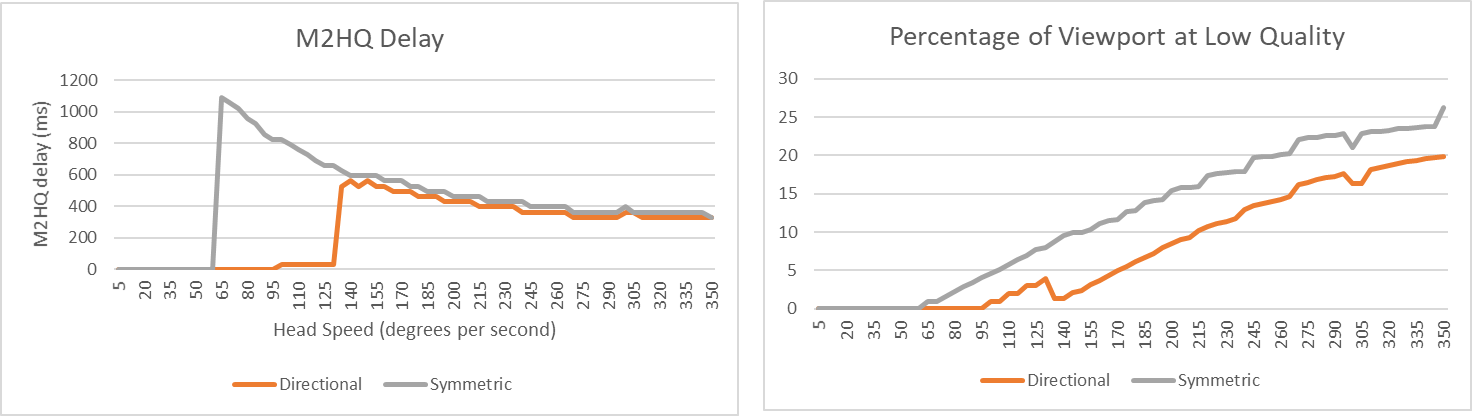 M2HQ Delay
M2HQ delay (ms)
1200
1000
800
600
400
200
0
5 20 35 50 65 80 95 110 125 140 155 170 185 200 215 230 245 260 275 290 305 320 335 350
Head Speed (degrees per second)
Directional Symmetric
Percentage of Viewport at Low Quality
30
25
20
15
10
5
0
5 20 35 50 65 80 95 110 125 140 155 170 185 200 215 230 245 260 275 290 305 320 335 350
Directional Symmetric